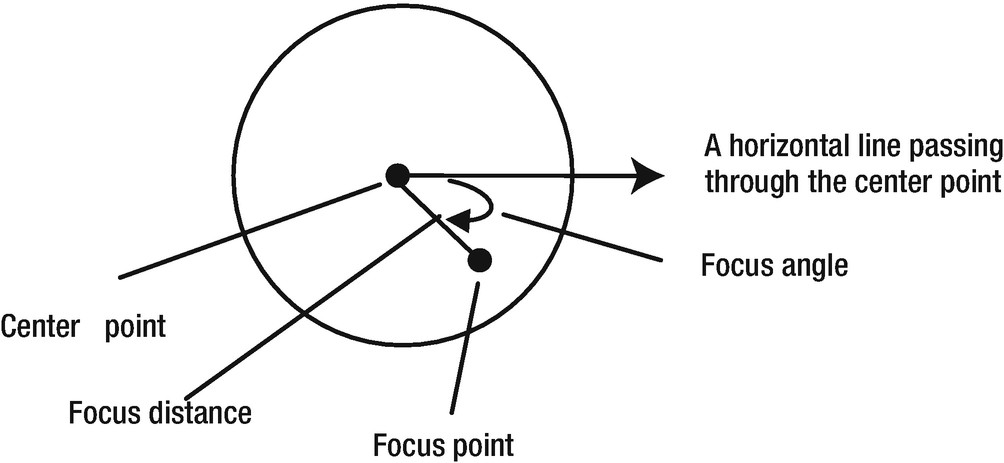 A horizontal line passing
through the center point
Focus angle
Center point
Focus distance
Focus point